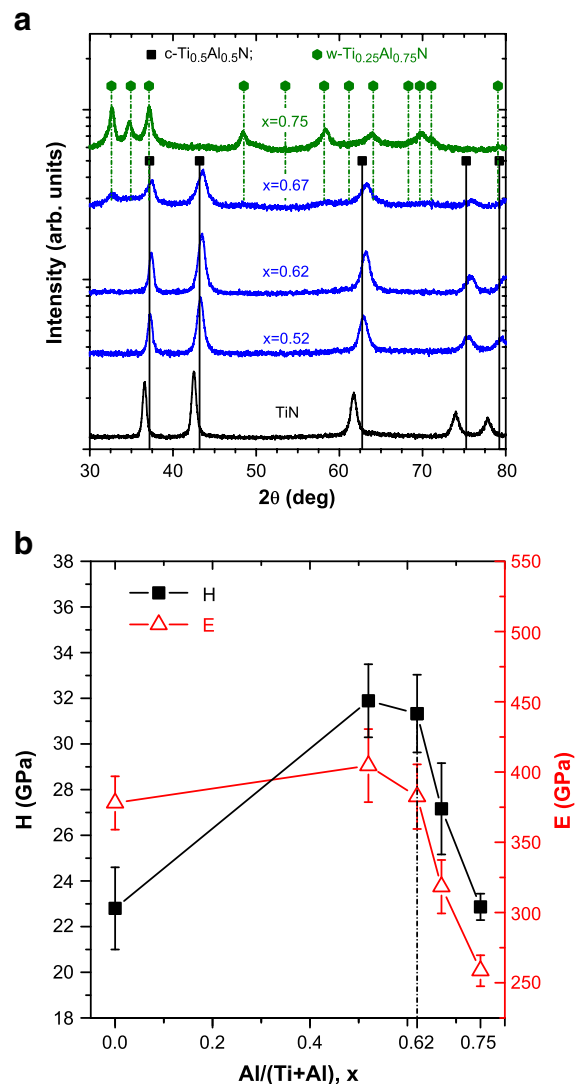 a
c-Ti0.5Al0.5N; w-Ti0.25Al0.75N
x=0.75
x=0.67
x=0.62
x=0.52
TiN
Intensity (arb. units)
30 40 50 60 70 80
2θ (deg)
b
H
E
38
36
34
32
30
28
26
24
22
20
18
H (GPa)
550
500
450
400
350
300
250
E (GPa)
0.0 0.2 0.4 0.62 0.75
Al/(Ti+Al), x